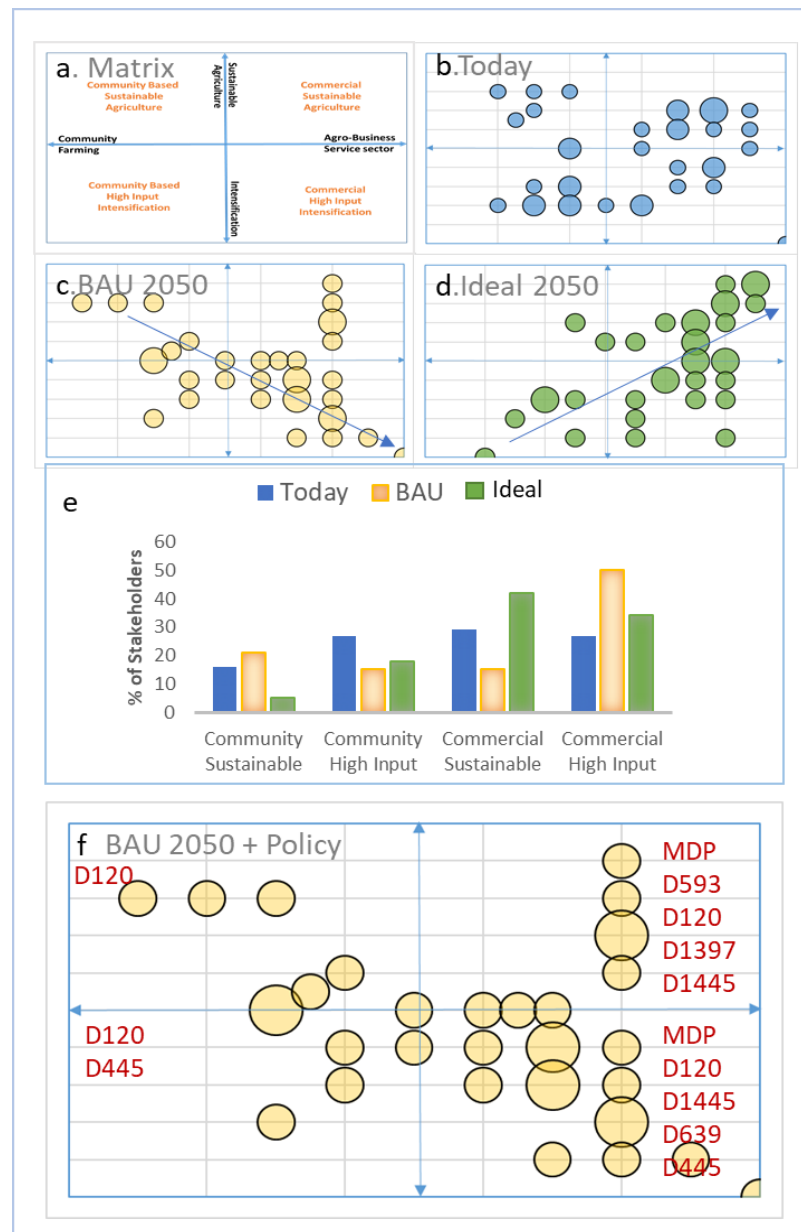 a. Matrix
Community Based
Sustainable
Agriculture
Sustainable
Agriculture
Commercial
Sustainable
Agriculture
Community
Farming
Agro-Business
Service sector
Community Based
High Input
Intensification
Intensification
Commercial
High Input
Intensification
b.Today
c.BAU 2050
d.Ideal 2050
e
Today BAU Ideal
% of Stakeholders
60
50
40
30
20
10
0
Community
Sustainable
Community
High Input
Commercial
Sustainable
Commercial
High Input
f BAU 2050 + Policy
D120
MDP
D593
D120
D1397
D1445
D120
D445
MDP
D120
D1445
D639
D445